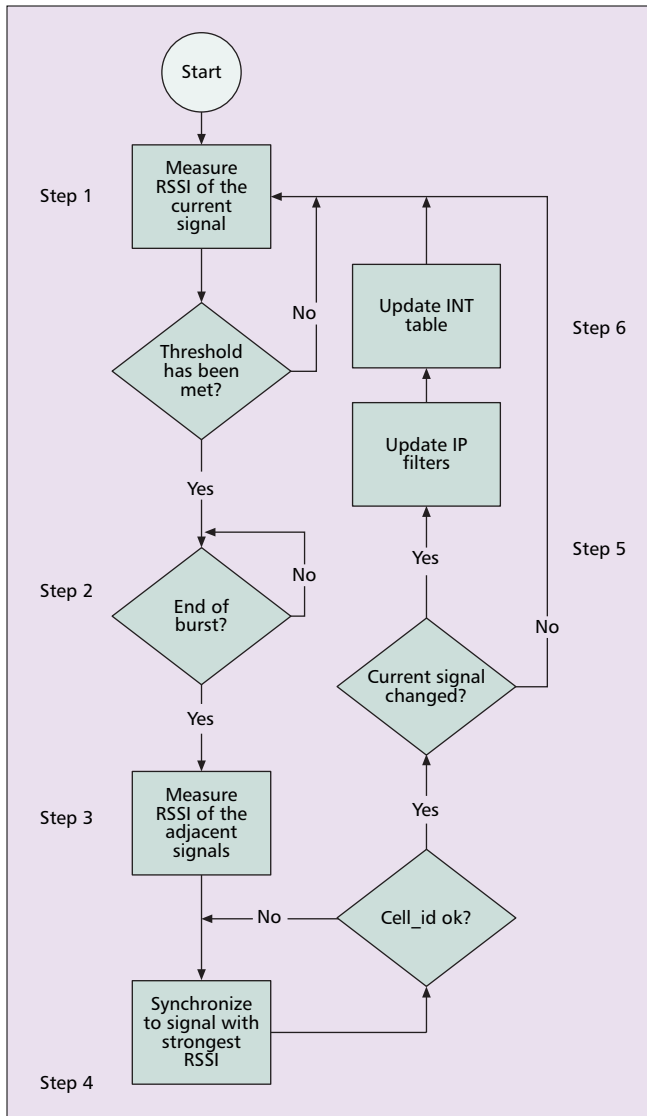 Start
Step 1
Measure
RSSI of the
current
signal
No
Threshold
has been
met?
Yes
Step 2
End of
burst?
No
Yes
Step 3
Measure
RSSI of the
adjacent
signals
No
Synchronize
to signal with
strongest
RSSI
Step 4
Cell_id ok?
Yes
Current signal
changed?
No
Step 5
Yes
Update IP
filters
Update INT
table
Step 6